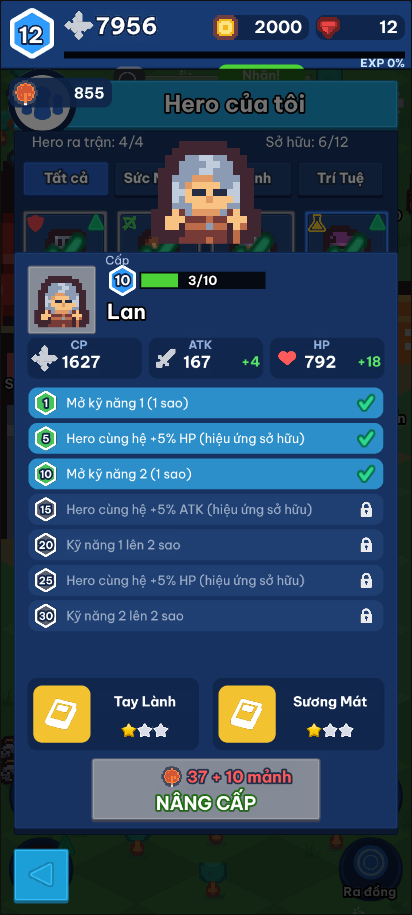 12
7956
2000
12
EXP 0%
Nhận!
855
Hero của tôi
Hero ra trận: 4/4
Sở hữu: 6/12
Tất cả
Trí Tuệ
Cấp
10
3/10
Lan
CP
1627
ATK
167
+4
HP
792
+18
1
Mở kỹ năng 1 (1 sao)
5
Hero cùng hệ +5% HP (hiệu ứng sở hữu)
10
Mở kỹ năng 2 (1 sao)
15
Hero cùng hệ +5% ATK (hiệu ứng sở hữu)
20
Kỹ năng 1 lên 2 sao
25
Hero cùng hệ +5% HP (hiệu ứng sở hữu)
30
Kỹ năng 2 lên 2 sao
Tay Lành
Sương Mát
37 + 10 mảnh
NÂNG CẤP
Ra đồng